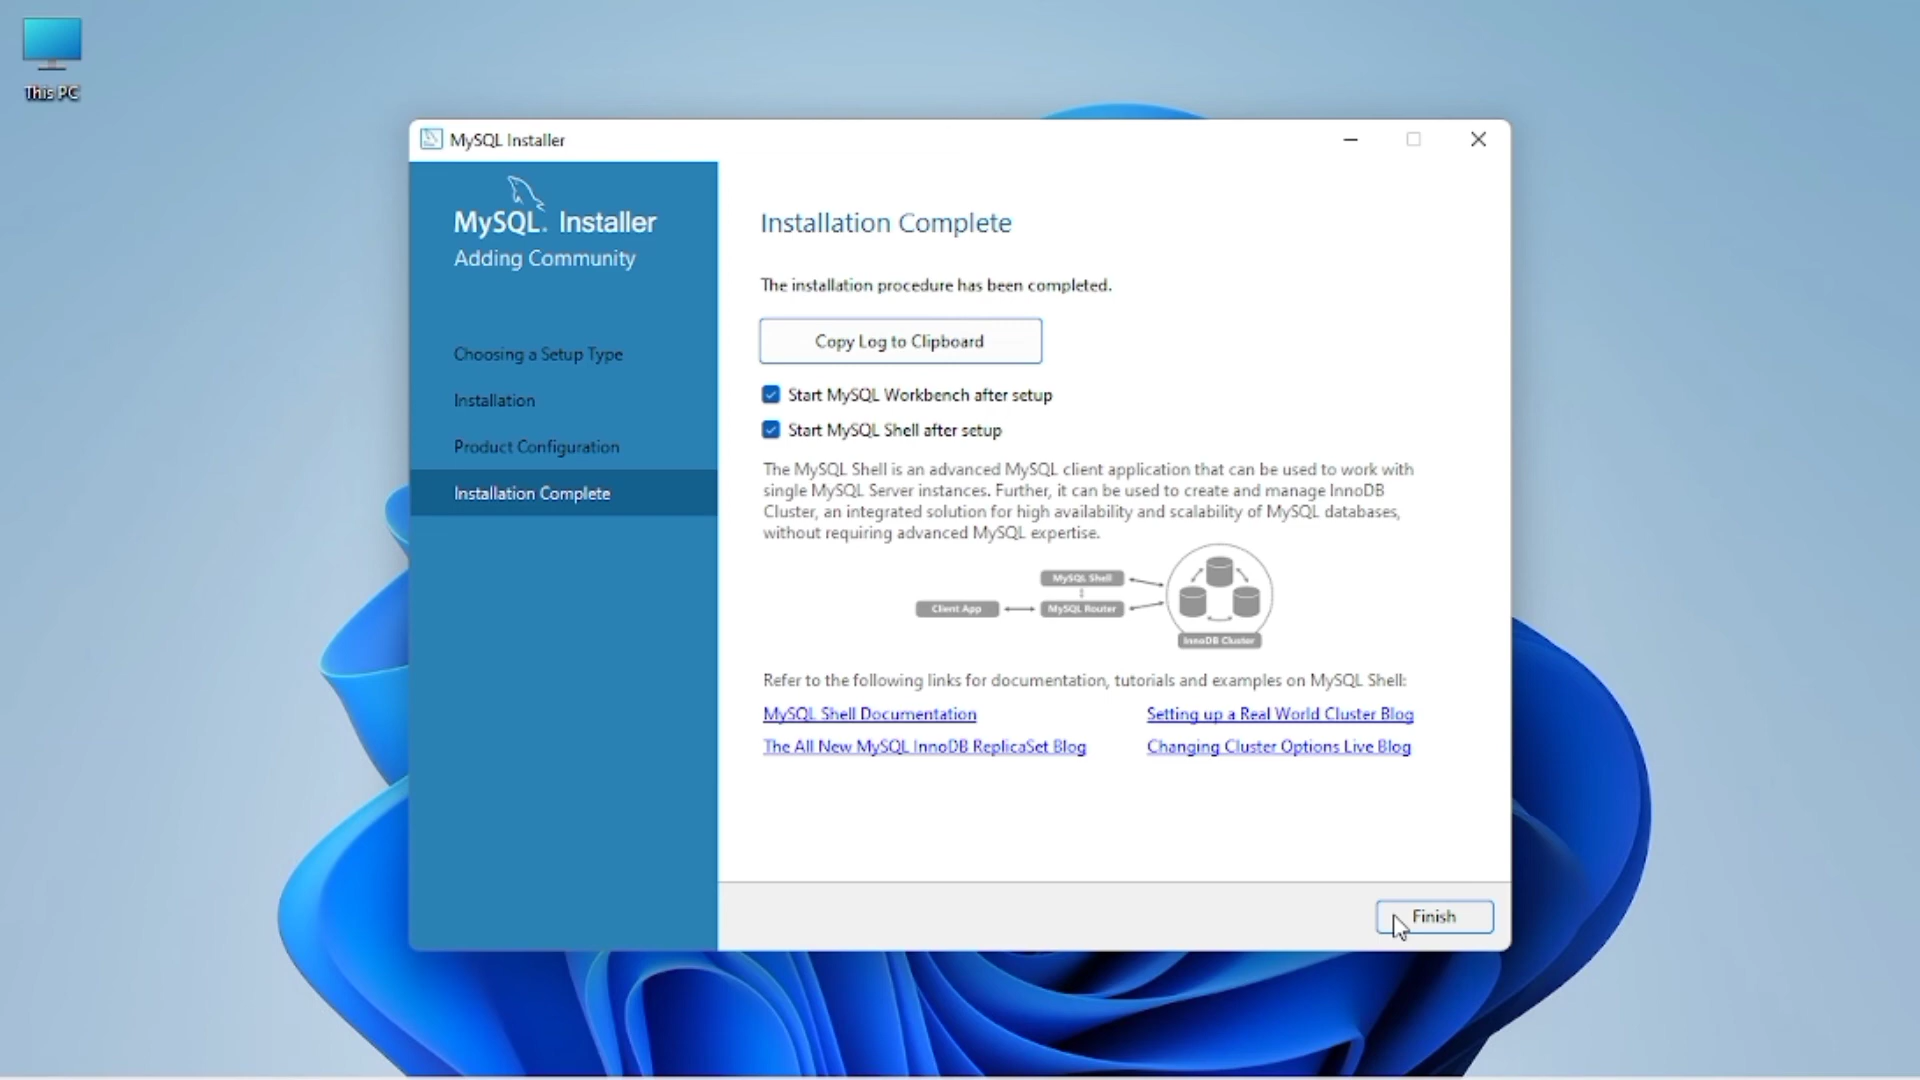 This PC
MySQL Installer
MySQL. Installer
Adding Community
Choosing a Setup Type
Installation
Product Configuration
Installation Complete
Installation Complete
The installation procedure has been completed.
Copy Log to Clipboard
Start MySQL Workbench after setup
Start MySQL Shell after setup
The MySQL Shell is an advanced MySQL client application that can be used to work with
single MySQL Server instances. Further, it can be used to create and manage InnoDB
Cluster, an integrated solution for high availability and scalability of MySQL databases,
without requiring advanced MySQL expertise.
MySQL Shell
Client App
MySQL Router
InnoDB Cluster
Refer to the following links for documentation, tutorials and examples on MySQL Shell:
MySQL Shell Documentation
Setting up a Real World Cluster Blog
The All New MySQL InnoDB ReplicaSet Blog
Changing Cluster Options Live Blog
Finish